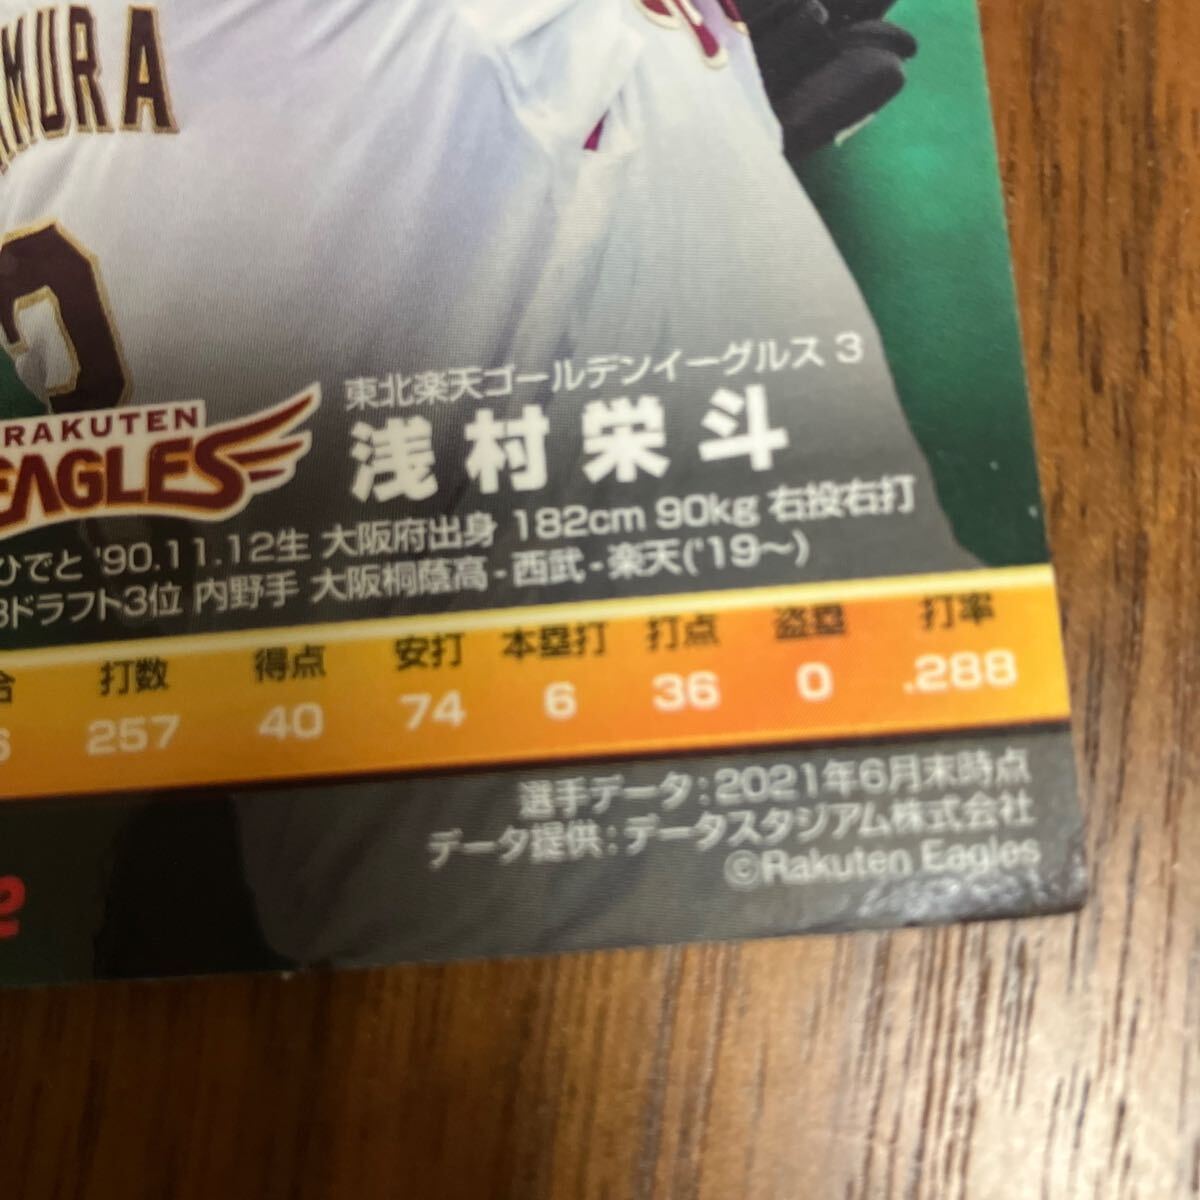 MURA
東北楽天ゴールデンイーグルス 3
RAKUTEN
EAGLES
浅村栄斗
ひでと '90.11.12生 大阪府出身 182cm 90kg 右投右打
ドラフト3位 内野手 大阪桐蔭高-西武-楽天('19〜)
打数 得点 安打 本塁打 打点 盗塁 打率
257 40 74 6 36 0 .288
選手データ:2021年6月末時点
データ提供:データスタジアム株式会社
©Rakuten Eagles
2